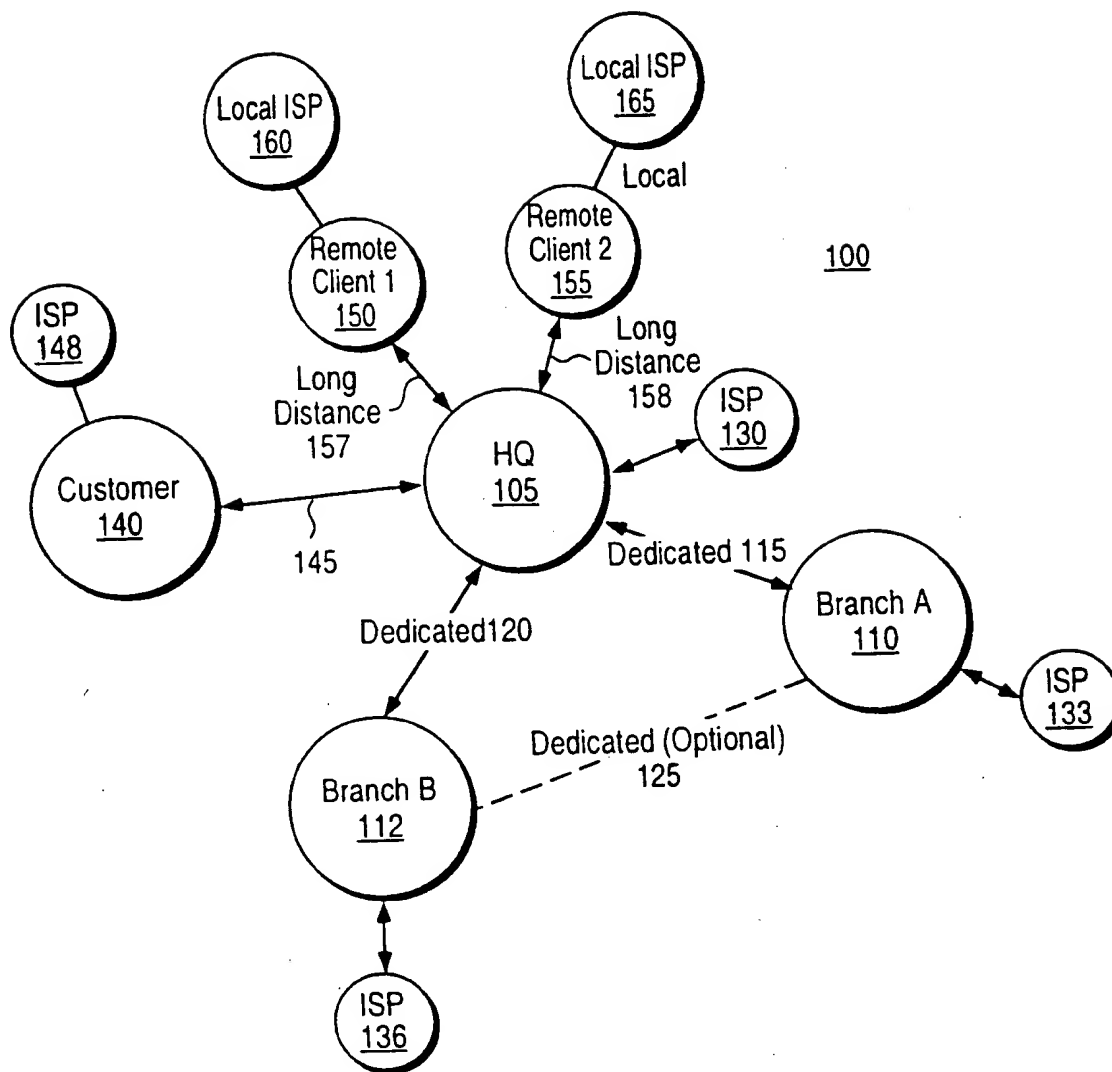 Local ISP
160
Local ISP
165
Local
Remote
Client 1
150
Remote
Client 2
155
100
ISP
148
Long
Distance
157
Long
Distance
158
ISP
130
HQ
105
Customer
140
145
Dedicated 115
Branch A
110
Dedicated120
ISP
133
Dedicated (Optional)
125
Branch B
112
ISP
136